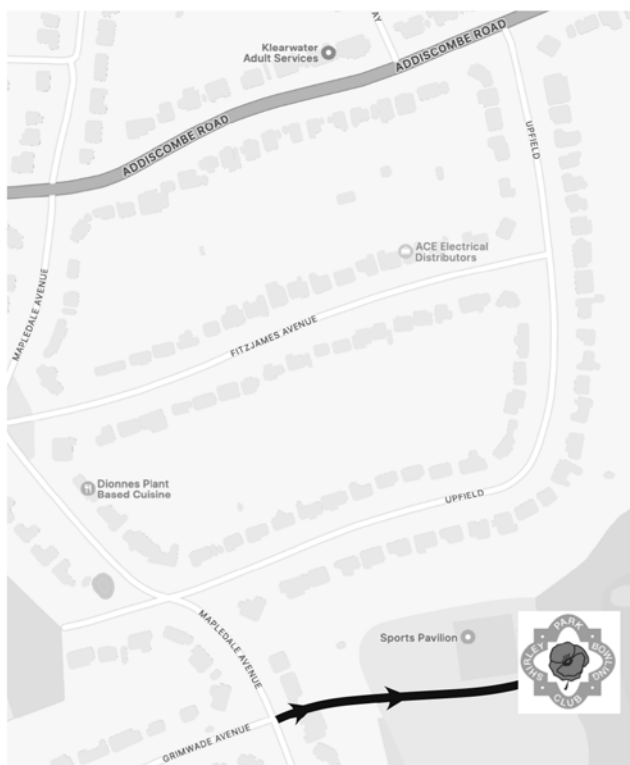 AY
Klearwater
Adult Services
ADDISCOMBE ROAD
ADDISCOMBE ROAD
UPFIELD
ACE Electrical
Distributors
MAPLEDALE AVENUE
FITZJAMES AVENUE
Dionnes Plant
Based Cuisine
UPFIELD
MAPLEDALE AVENUE
Sports Pavilion
SHIRLEY
PARK
BOWLING
CLUB
GRIMWADE AVENUE